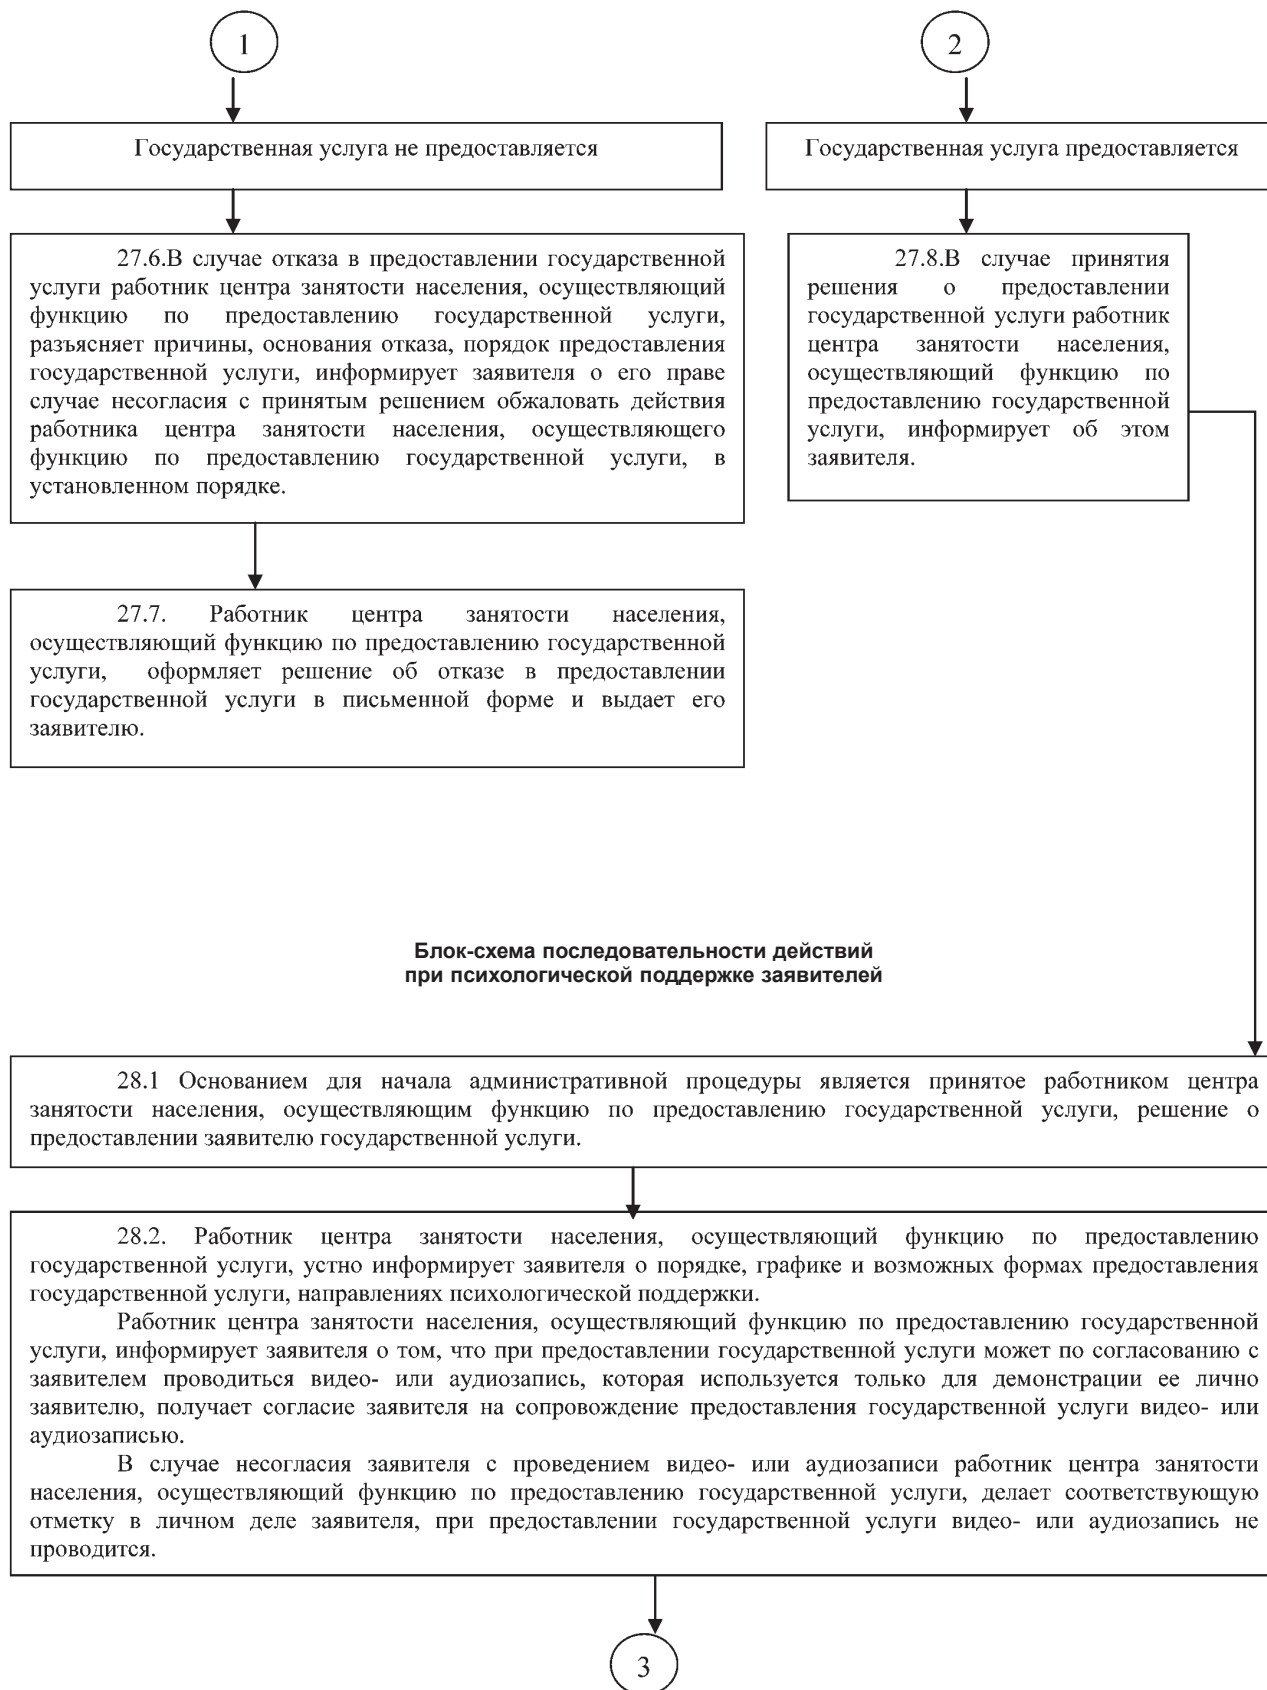 1
Государственная услуга не предоставляется
27.6.В случае отказа в предоставлении государственной
услуги работник центра занятости населения, осуществляющий
функцию по предоставлению государственной услуги,
разъясняет причины, основания отказа, порядок предоставления
государственной услуги, информирует заявителя о его праве
случае несогласия с принятым решением обжаловать действия
работника центра занятости населения, осуществляющего
функцию по предоставлению государственной услуги, в
установленном порядке.
27.7. Работник центра занятости населения,
осуществляющий функцию по предоставлению государственной
услуги, оформляет решение об отказе в предоставлении
государственной услуги в письменной форме и выдает его
заявителю.
2
Государственная услуга предоставляется
27.8.В случае принятия
решения о предоставлении
государственной услуги работник
центра занятости населения,
осуществляющий функцию по
предоставлению государственной
услуги, информирует об этом
заявителя.
Блок-схема последовательности действий
при психологической поддержке заявителей
28.1 Основанием для начала административной процедуры является принятое работником центра
занятости населения, осуществляющим функцию по предоставлению государственной услуги, решение о
предоставлении заявителю государственной услуги.
28.2. Работник центра занятости населения, осуществляющий функцию по предоставлению
государственной услуги, устно информирует заявителя о порядке, графике и возможных формах предоставления
государственной услуги, направлениях психологической поддержки.
Работник центра занятости населения, осуществляющий функцию по предоставлению государственной
услуги, информирует заявителя о том, что при предоставлении государственной услуги может по согласованию с
заявителем проводиться видео- или аудиозапись, которая используется только для демонстрации ее лично
заявителю, получает согласие заявителя на сопровождение предоставления государственной услуги видео- или
аудиозаписью.
В случае несогласия заявителя с проведением видео- или аудиозаписи работник центра занятости
населения, осуществляющий функцию по предоставлению государственной услуги, делает соответствующую
отметку в личном деле заявителя, при предоставлении государственной услуги видео- или аудиозапись не
проводится.
3